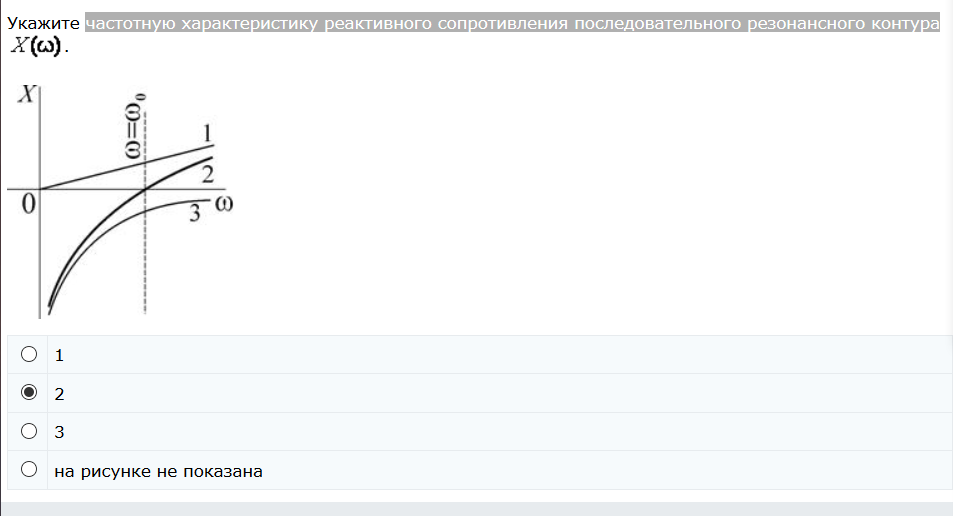 Укажите частотную характеристику реактивного сопротивления последовательного резонансного контура
X(ω).
X
ω=ω₀
1
2
0
3
ω
1
2
3
на рисунке не показана